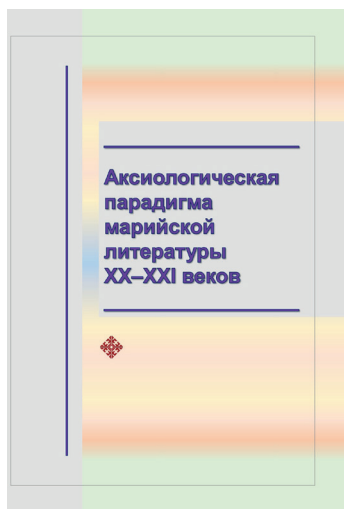 Аксиологическая
парадигма
марийской
литературы
XX–XXI веков